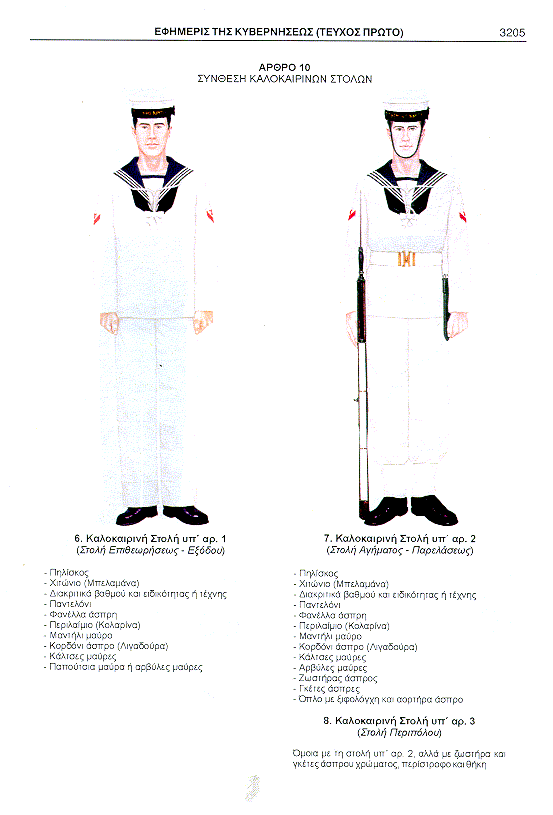 ΕΦΗΜΕΡΙΣ ΤΗΣ ΚΥΒΕΡΝΗΣΕΩΣ (ΤΕΥΧΟΣ ΠΡΩΤΟ) 3205
ΑΡΘΡΟ 10
ΣΥΝΘΕΣΗ ΚΑΛΟΚΑΙΡΙΝΩΝ ΣΤΟΛΩΝ
6. Καλοκαιρινή Στολή υπ΄ αρ. 1
(Στολή Επιθεωρήσεως - Εξόδου)
- Πηλίσκος
- Χιτώνιο (Μπελαμάνα)
- Διακριτικά βαθμού και ειδικότητας ή τέχνης
- Παντελόνι
- Φανέλλα άσπρη
- Περιλαίμιο (Κολαρίνα)
- Μαντήλι μαύρο
- Κορδόνι άσπρο (Λιγαδούρα)
- Κάλτσες μαύρες
- Παπούτσια μαύρα ή αρβύλες μαύρες
7. Καλοκαιρινή Στολή υπ΄ αρ. 2
(Στολή Αγήματος - Παρελάσεως)
- Πηλίσκος
- Χιτώνιο (Μπελαμάνα)
- Διακριτικά βαθμού και ειδικότητας ή τέχνης
- Παντελόνι
- Φανέλλα άσπρη
- Περιλαίμιο (Κολαρίνα)
- Μαντήλι μαύρο
- Κορδόνι άσπρο (Λιγαδούρα)
- Κάλτσες μαύρες
- Αρβύλες μαύρες
- Ζωστήρας άσπρος
- Γκέτες άσπρες
- Όπλο με ξιφολόγχη και αορτήρα άσπρο
8. Καλοκαιρινή Στολή υπ΄ αρ. 3
(Στολή Περιπόλου)
Όμοια με τη στολή υπ΄ αρ. 2, αλλά με ζωστήρα και
γκέτες άσπρου χρώματος, περίστροφο και θήκη